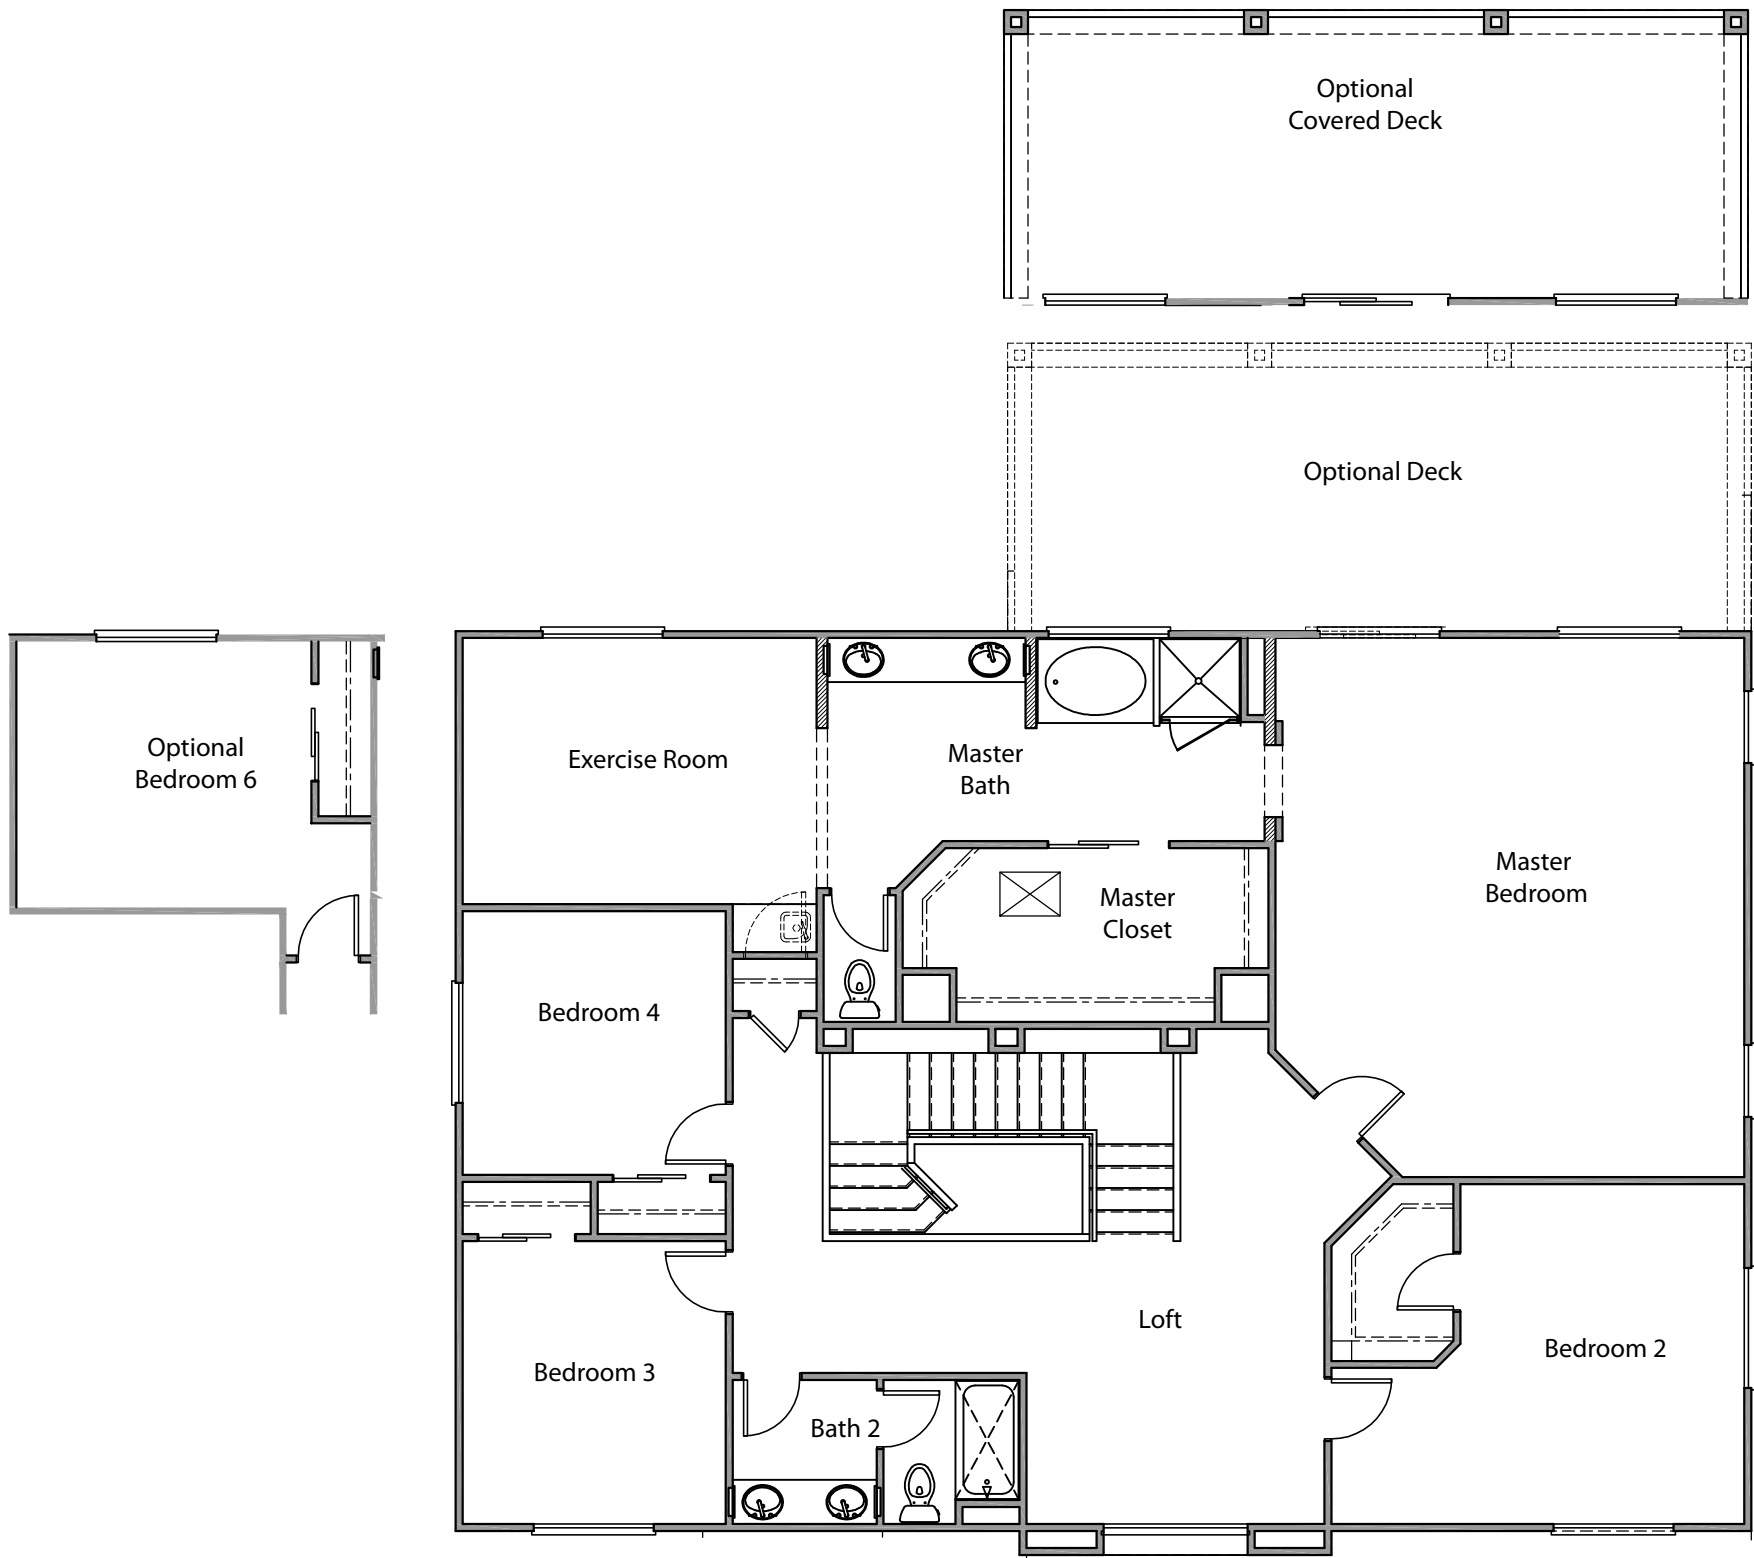 Optional
Covered Deck
Optional Deck
Optional
Bedroom 6
Exercise Room
Master
Bath
Master
Bedroom
Master
Closet
Bedroom 4
Loft
Bedroom 2
Bedroom 3
Bath 2